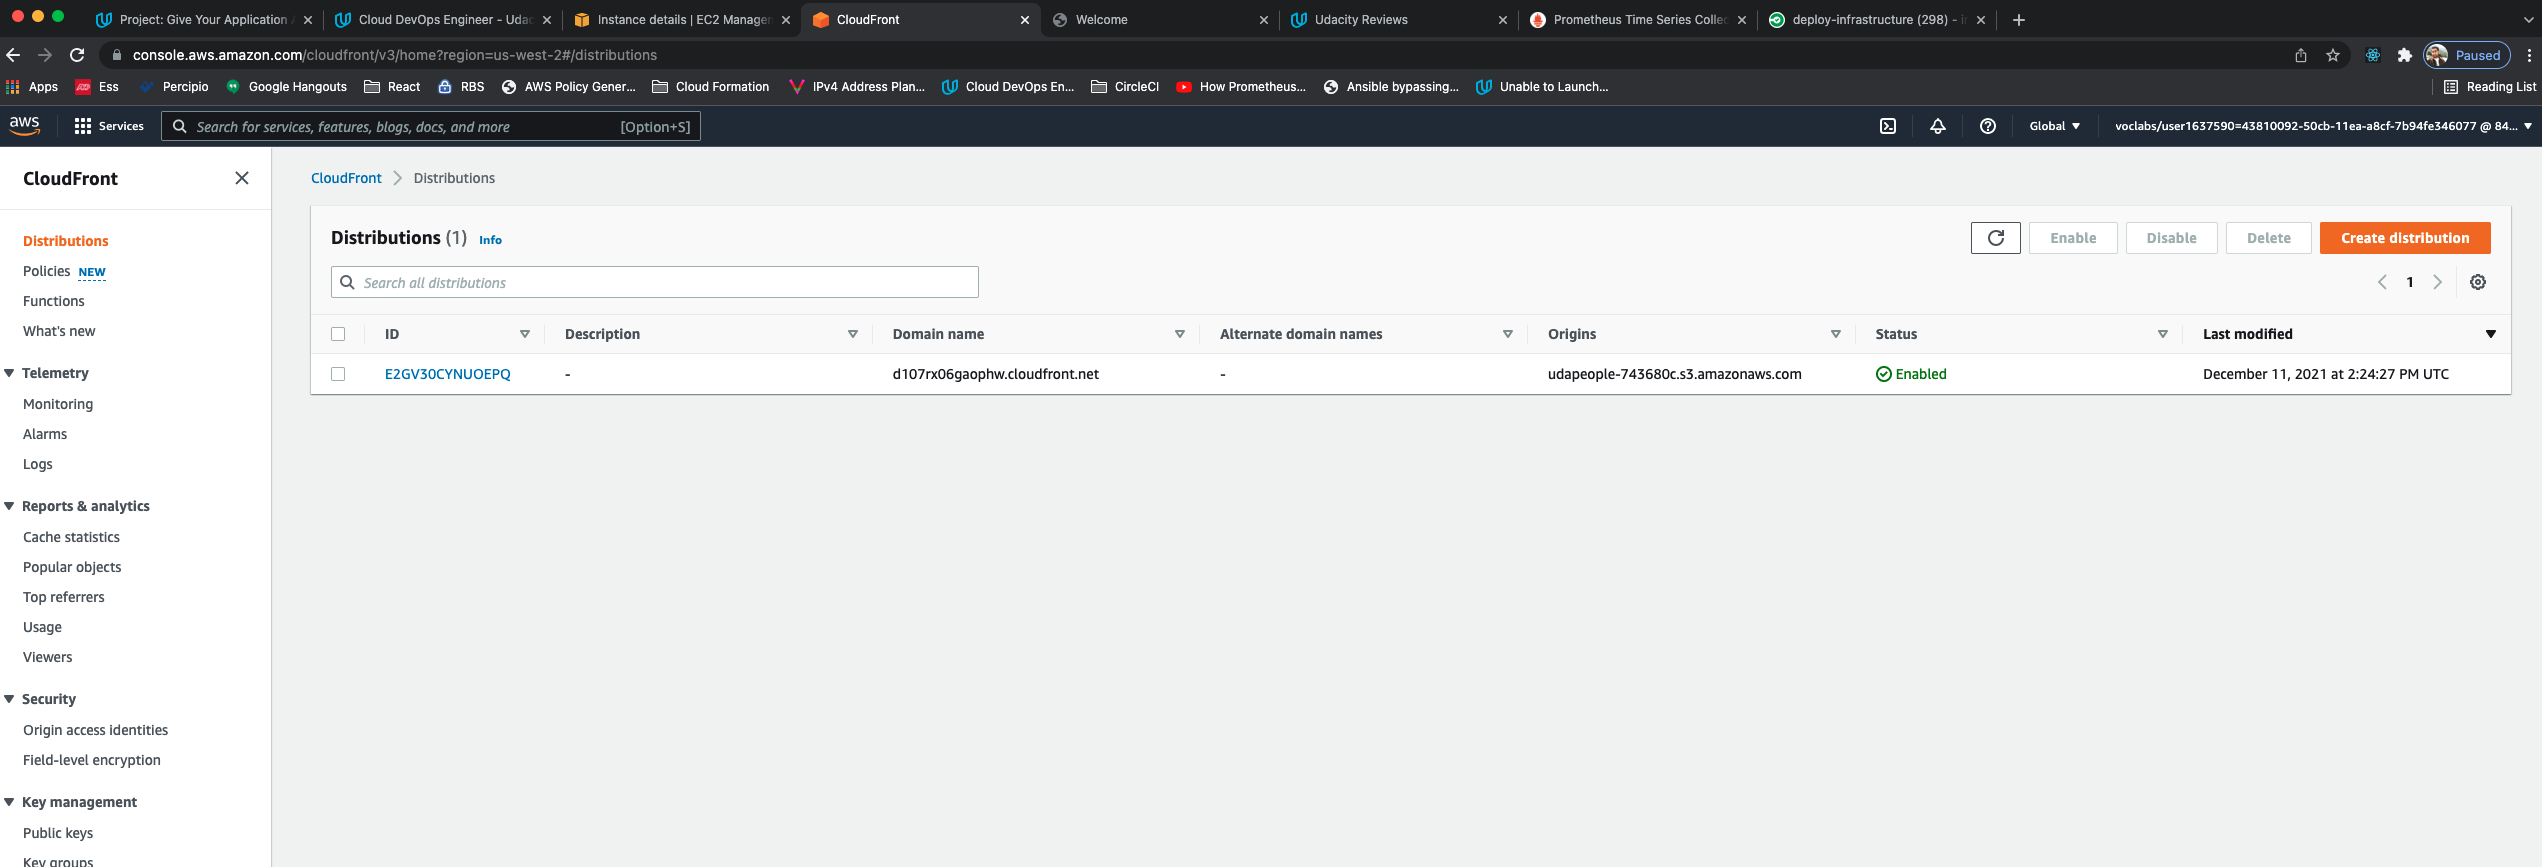 Project: Give Your Application A
Cloud DevOps Engineer - Udac
Instance details | EC2 Managem
CloudFront
Welcome
Udacity Reviews
Prometheus Time Series Collec
deploy-infrastructure (298) - ir
console.aws.amazon.com/cloudfront/v3/home?region=us-west-2#/distributions
Paused
Apps
Ess
Percipio
Google Hangouts
React
RBS
AWS Policy Gener...
Cloud Formation
IPv4 Address Plan...
Cloud DevOps En...
CircleCI
How Prometheus...
Ansible bypassing...
Unable to Launch...
Reading List
aws
Services
Search for services, features, blogs, docs, and more
[Option+S]
Global
voclabs/user1637590=43810092-50cb-11ea-a8cf-7b94fe346077 @ 84...
CloudFront
Distributions
Policies NEW
Functions
What's new
Telemetry
Monitoring
Alarms
Logs
Reports & analytics
Cache statistics
Popular objects
Top referrers
Usage
Viewers
Security
Origin access identities
Field-level encryption
Key management
Public keys
Key groups
CloudFront
Distributions
Distributions (1) Info
Enable
Disable
Delete
Create distribution
Search all distributions
1
ID
Description
Domain name
Alternate domain names
Origins
Status
Last modified
E2GV30CYNUOEPQ
-
d107rx06gaophw.cloudfront.net
-
udapeople-743680c.s3.amazonaws.com
Enabled
December 11, 2021 at 2:24:27 PM UTC